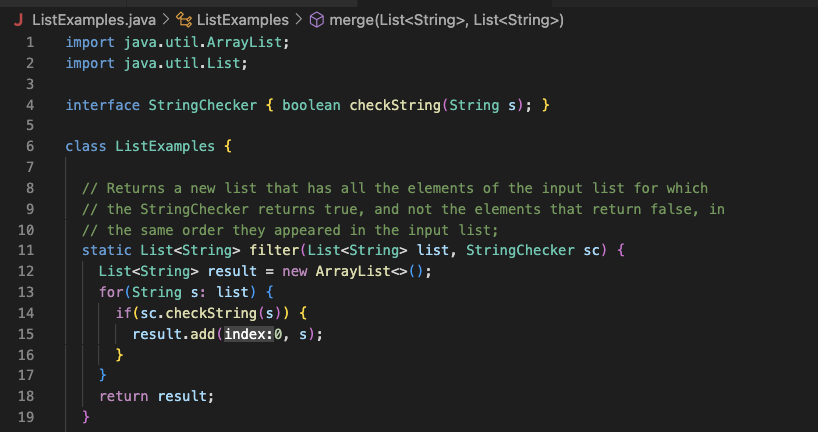 ListExamples.java > ListExamples > merge(List<String>, List<String>)
1 import java.util.ArrayList;
2 import java.util.List;
3
4 interface StringChecker { boolean checkString(String s); }
5
6 class ListExamples {
7
8 // Returns a new list that has all the elements of the input list for which
9 // the StringChecker returns true, and not the elements that return false, in
10 // the same order they appeared in the input list;
11 static List<String> filter(List<String> list, StringChecker sc) {
12 List<String> result = new ArrayList<>();
13 for(String s: list) {
14 if(sc.checkString(s)) {
15 result.add(index:0, s);
16 }
17 }
18 return result;
19 }